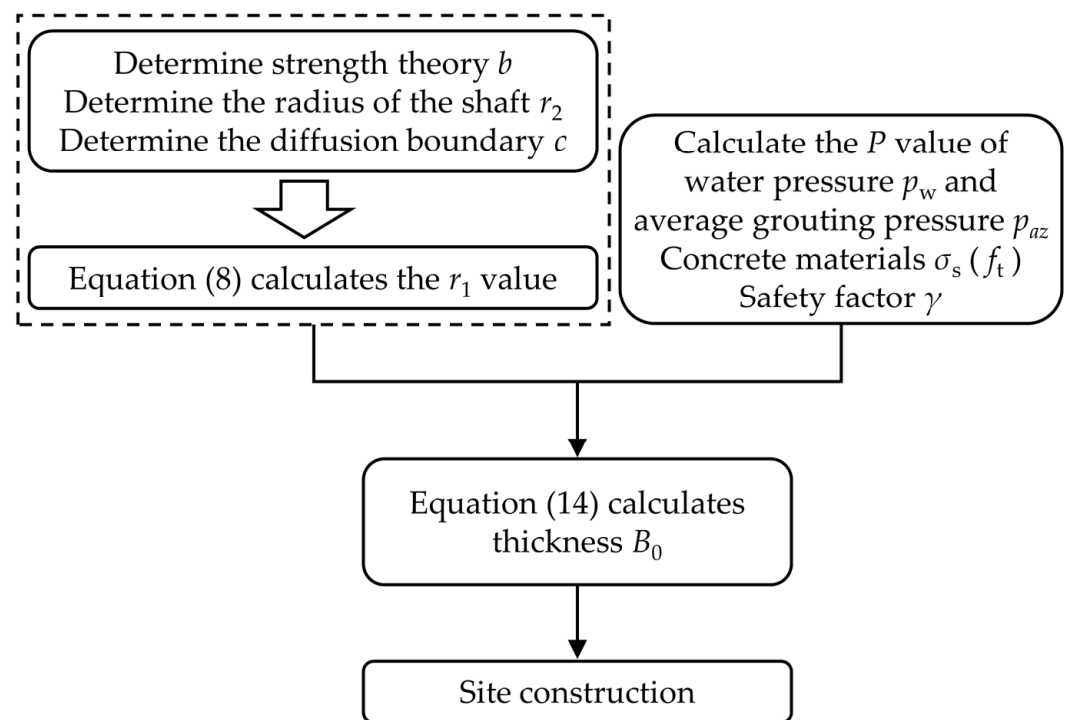 Determine strength theory b
Determine the radius of the shaft r₂
Determine the diffusion boundary c
Equation (8) calculates the r₁ value
Calculate the P value of
water pressure p_w and
average grouting pressure p_az
Concrete materials σₛ ( fₜ )
Safety factor γ
Equation (14) calculates
thickness B₀
Site construction